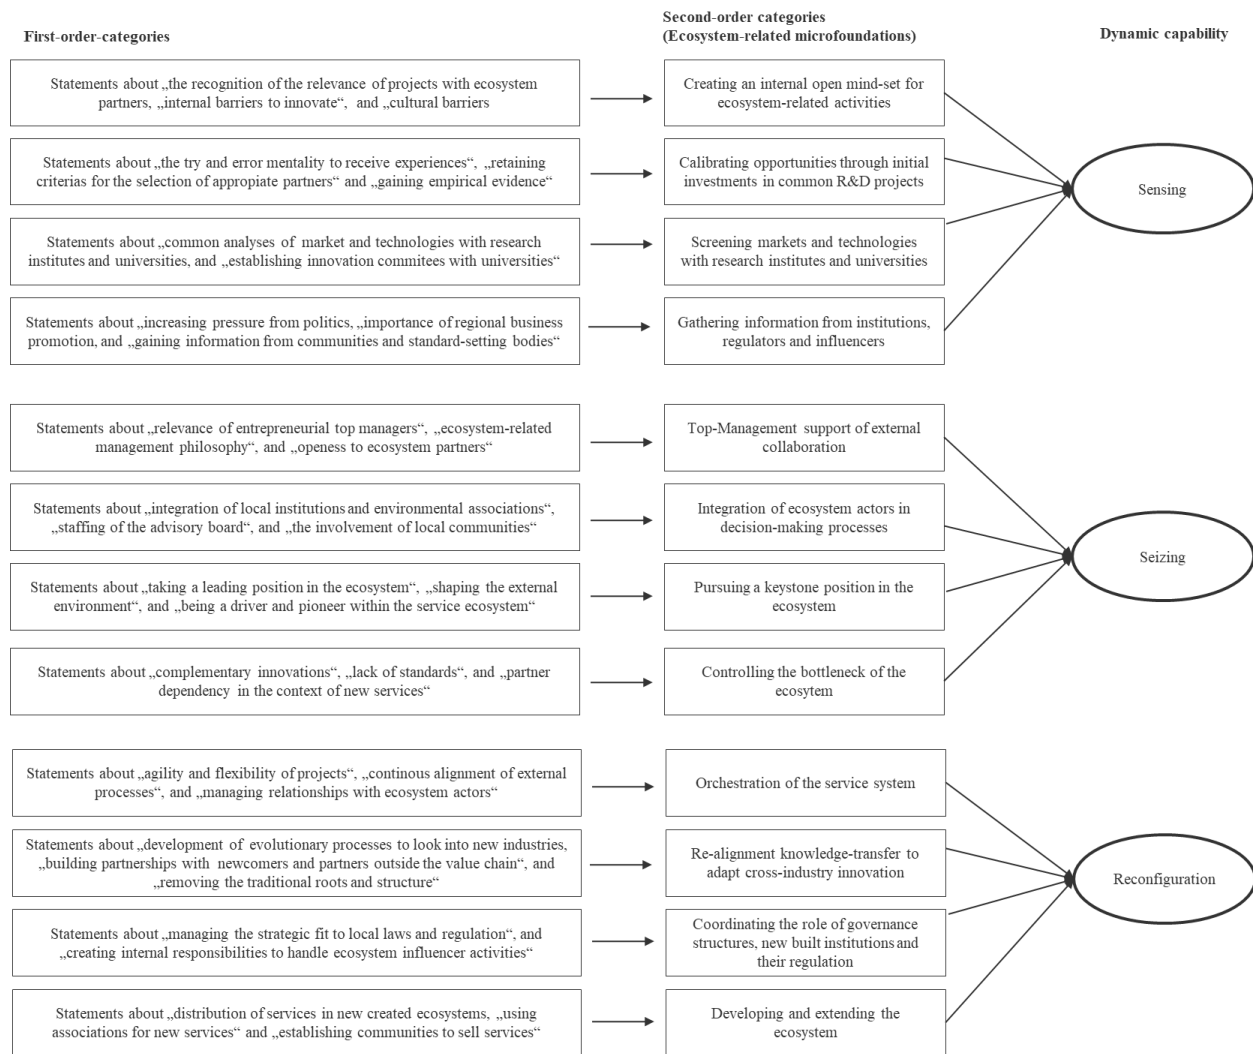 First-order-categories
Second-order categories
(Ecosystem-related microfoundations)
Dynamic capability
Statements about „the recognition of the relevance of projects with ecosystem
partners, „internal barriers to innovate“, and „cultural barriers
Creating an internal open mind-set for
ecosystem-related activities
Statements about „the try and error mentality to receive experiences“, „retaining
criterias for the selection of appropiate partners“ and „gaining empirical evidence“
Calibrating opportunities through initial
investments in common R&D projects
Sensing
Statements about „common analyses of market and technologies with research
institutes and universities, and „establishing innovation commitees with universities“
Screening markets and technologies
with research institutes and universities
Statements about „increasing pressure from politics, „importance of regional business
promotion, and „gaining information from communities and standard-setting bodies“
Gathering information from institutions,
regulators and influencers
Statements about „relevance of entrepreneurial top managers“, „ecosystem-related
management philosophy“, and „openess to ecosystem partners“
Top-Management support of external
collaboration
Statements about „integration of local institutions and environmental associations“,
„staffing of the advisory board“, and „the involvement of local communities“
Integration of ecosystem actors in
decision-making processes
Seizing
Statements about „taking a leading position in the ecosystem“, „shaping the external
environment“, and „being a driver and pioneer within the service ecosystem“
Pursuing a keystone position in the
ecosystem
Statements about „complementary innovations“, „lack of standards“, and „partner
dependency in the context of new services“
Controlling the bottleneck of the
ecosytem
Statements about „agility and flexibility of projects“, „continous alignment of external
processes“, and „managing relationships with ecosystem actors“
Orchestration of the service system
Statements about „development of evolutionary processes to look into new industries,
„building partnerships with newcomers and partners outside the value chain“, and
„removing the traditional roots and structure“
Re-alignment knowledge-transfer to
adapt cross-industry innovation
Reconfiguration
Statements about „managing the strategic fit to local laws and regulation“, and
„creating internal responsibilities to handle ecosystem influencer activities“
Coordinating the role of governance
structures, new built institutions and
their regulation
Statements about „distribution of services in new created ecosystems, „using
associations for new services“ and „establishing communities to sell services“
Developing and extending the
ecosystem